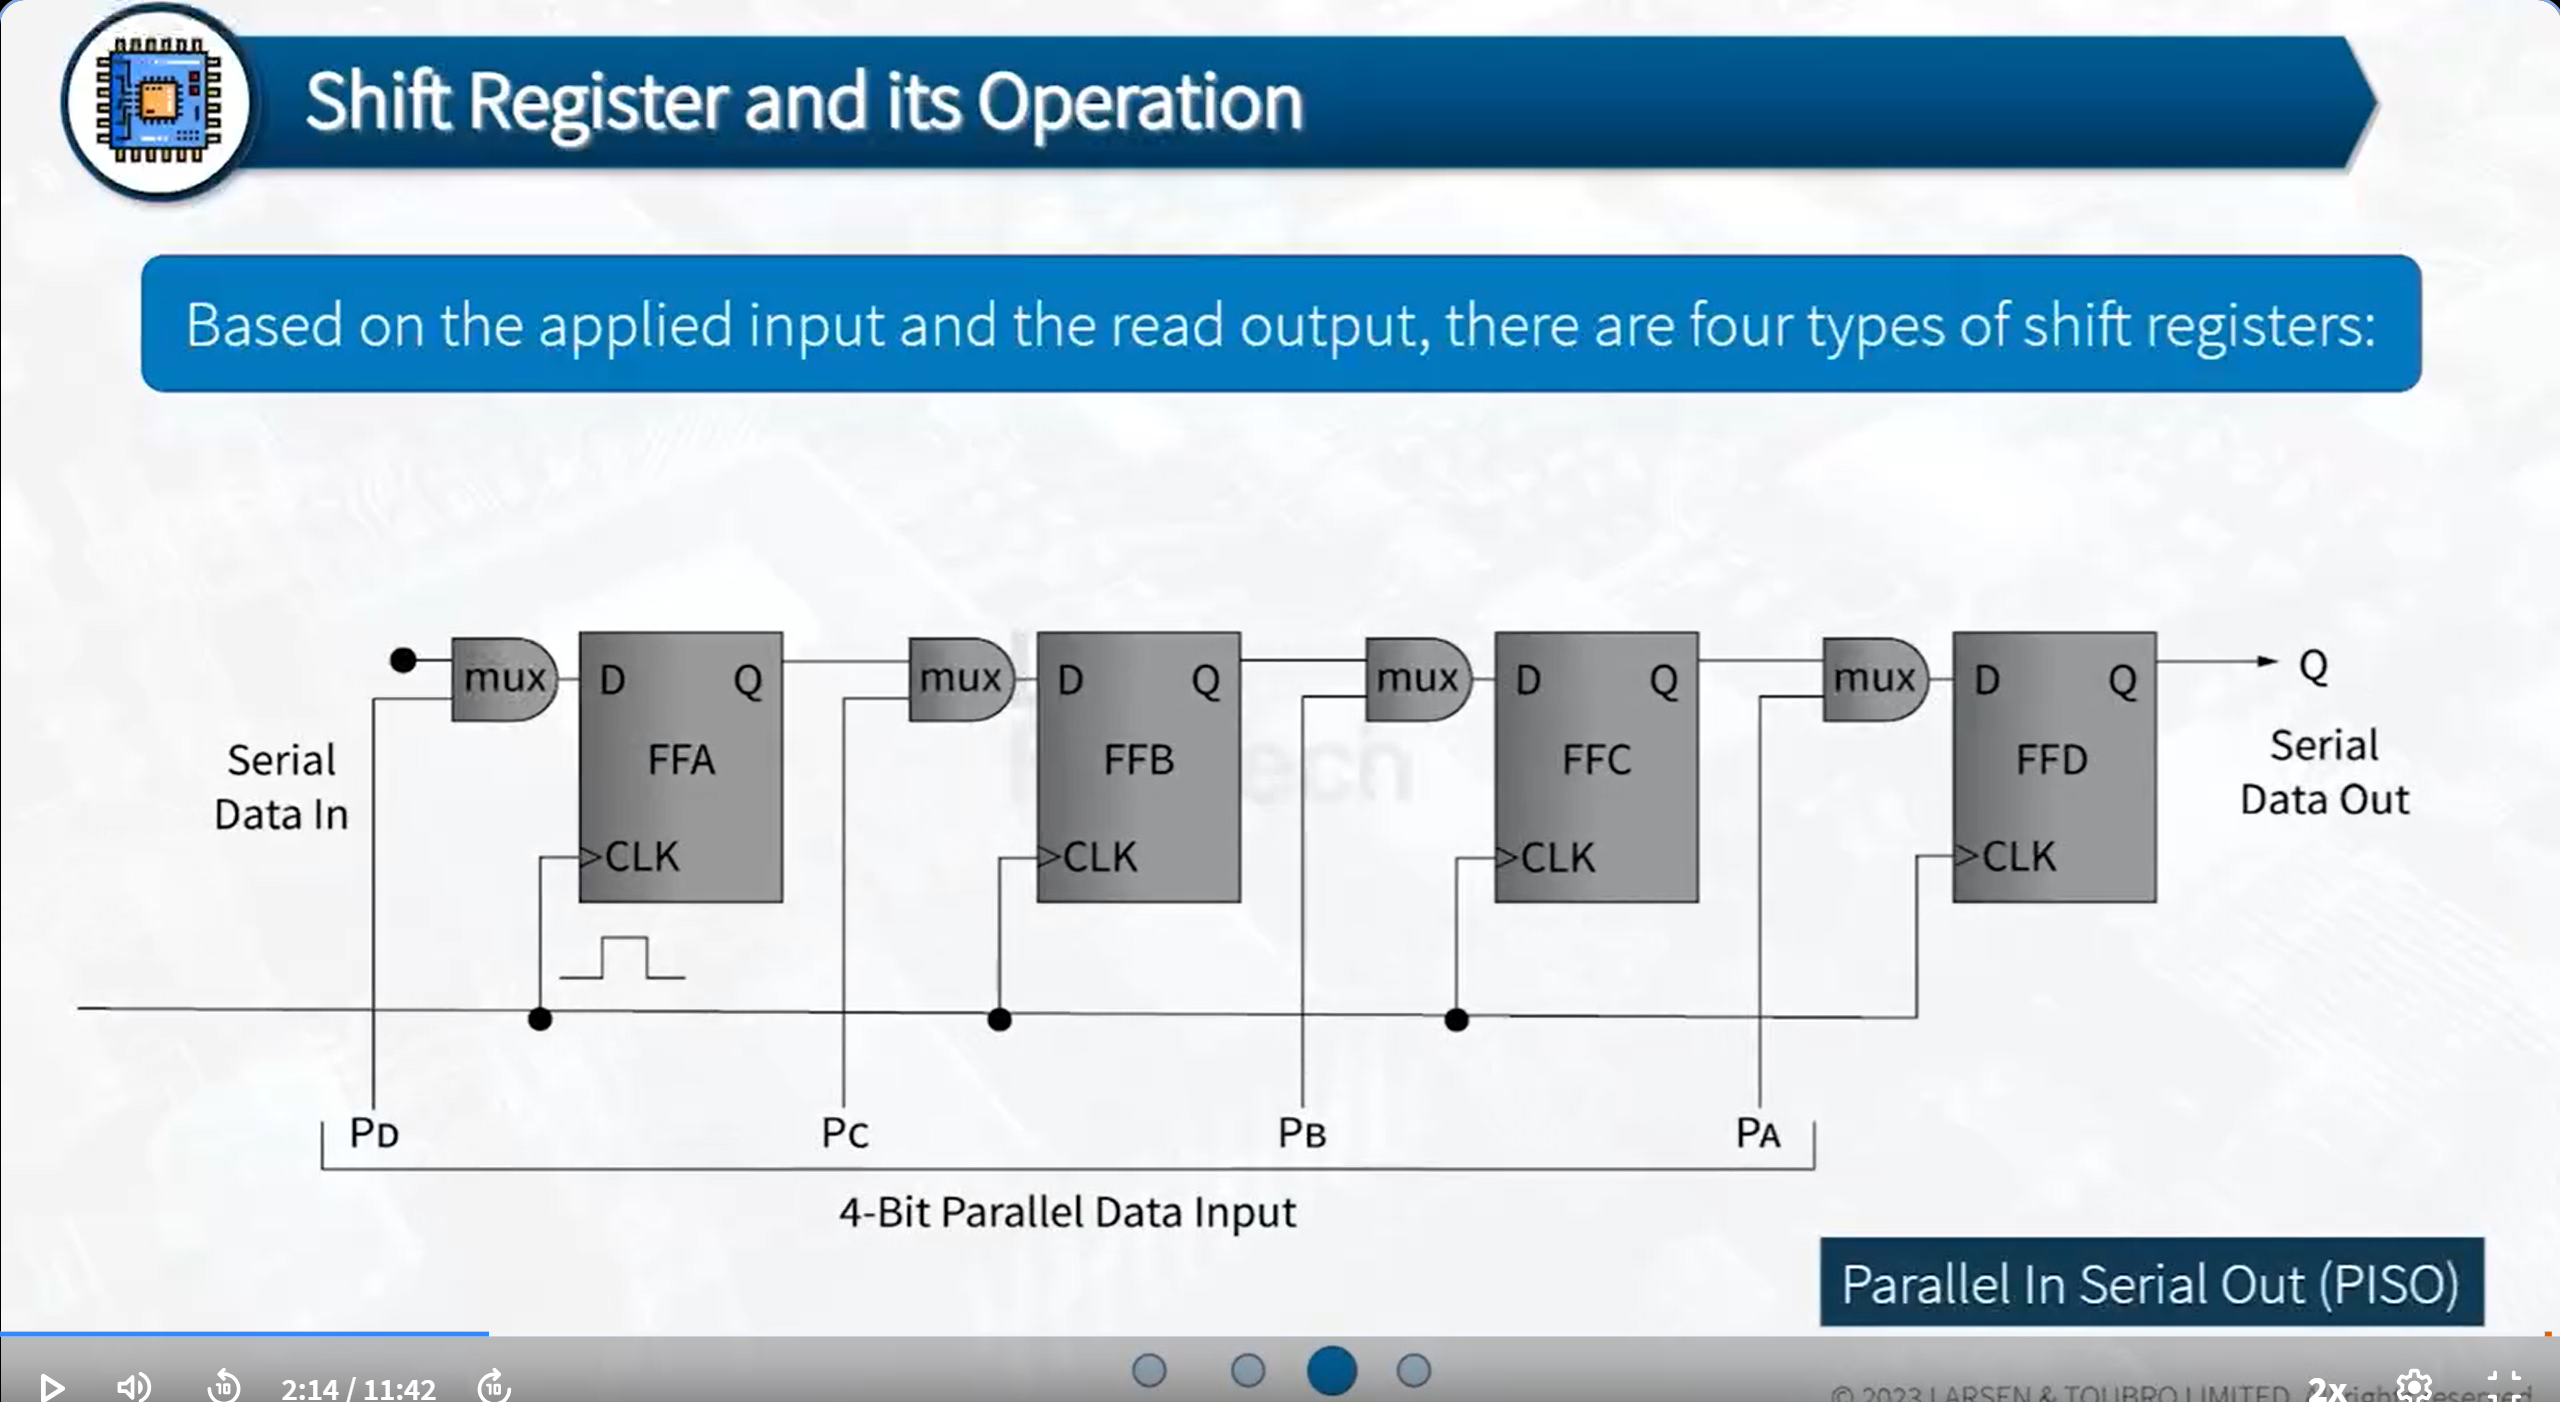 Shift Register and its Operation
Based on the applied input and the read output, there are four types of shift registers:
mux D Q mux D Q mux D Q mux D Q Q
Serial
Data In
FFA FFB FFC FFD
Serial
Data Out
CLK CLK CLK CLK
PD PC PB PA
4-Bit Parallel Data Input
Parallel In Serial Out (PISO)
10 2:14 / 11:42 10
© 2023 LARSEN & TOUBRO LIMITED.
2x